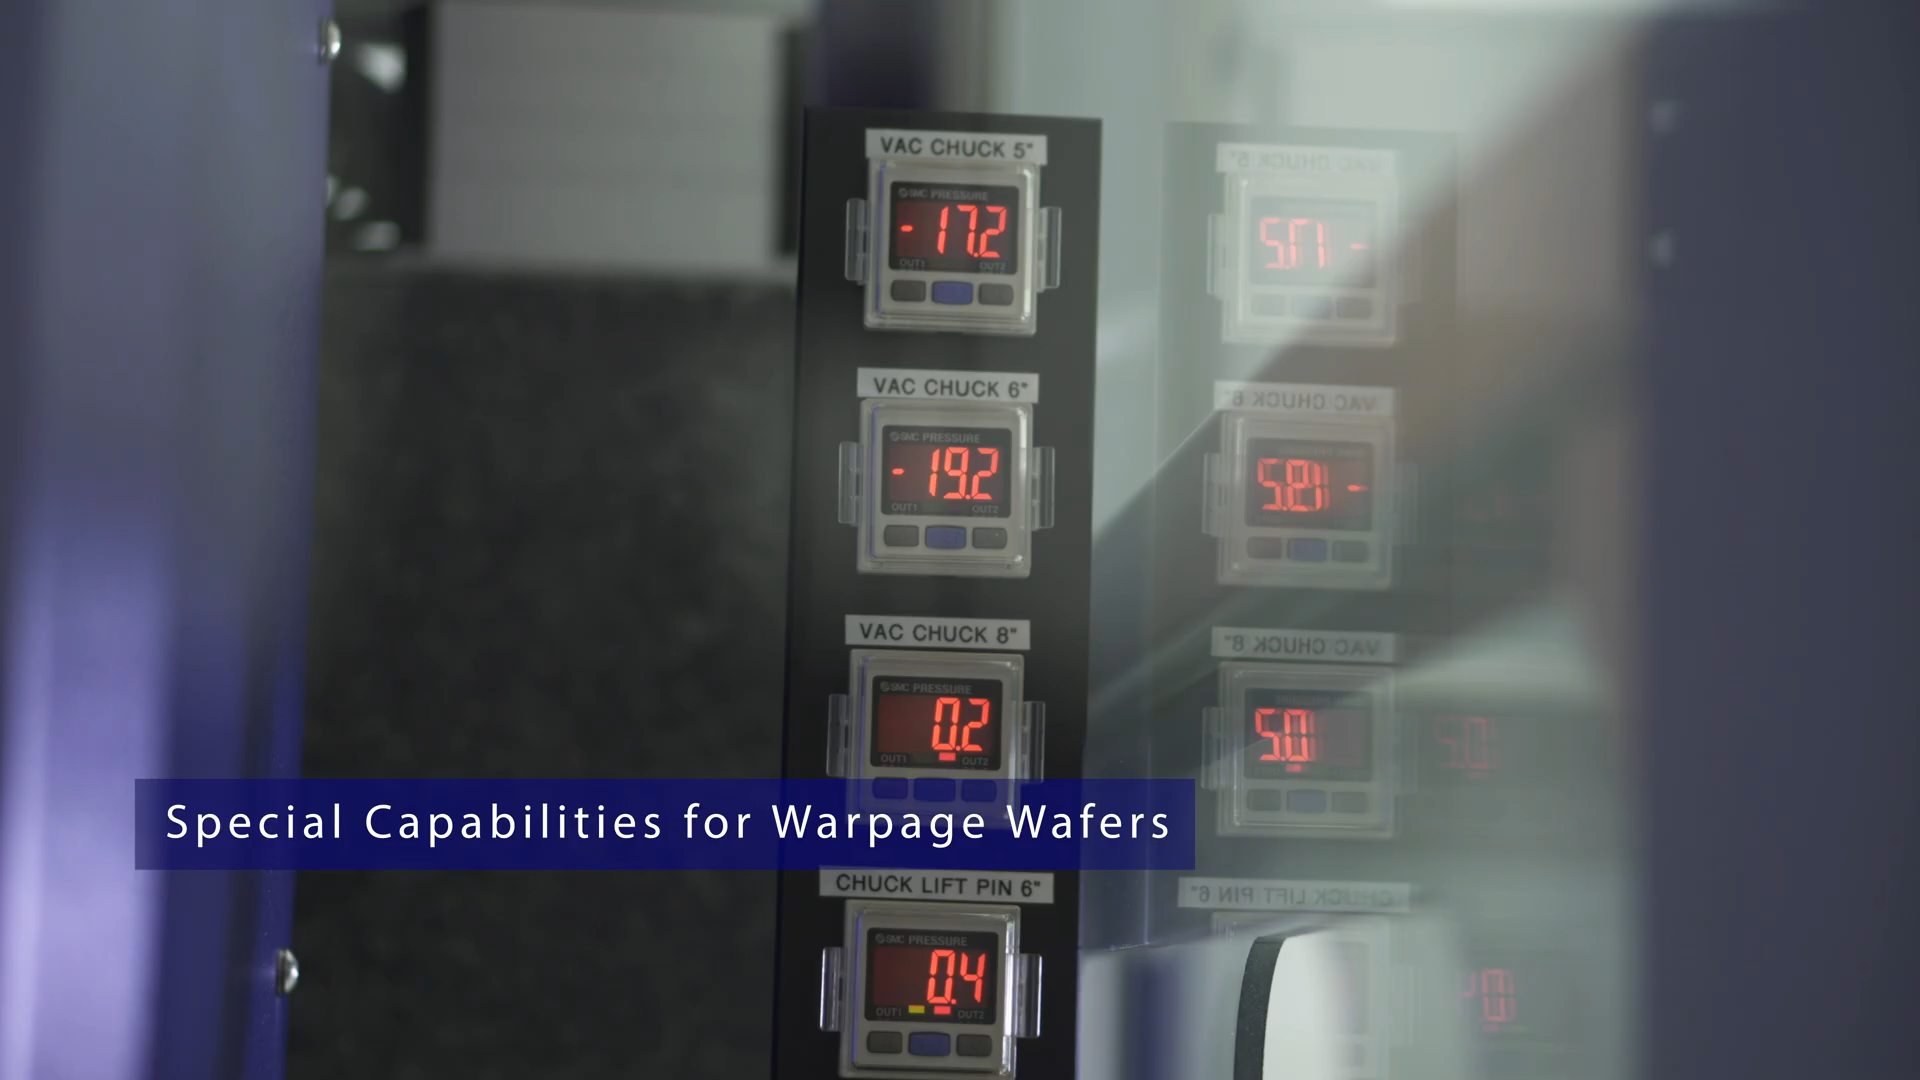 VAC CHUCK 5"
SMC PRESSURE
-17.2
OUT1 OUT2
VAC CHUCK 6"
SMC PRESSURE
-19.2
OUT1 OUT2
VAC CHUCK 8"
SMC PRESSURE
0.2
OUT1 OUT2
Special Capabilities for Warpage Wafers
CHUCK LIFT PIN 6"
SMC PRESSURE
0.4
OUT1 OUT2